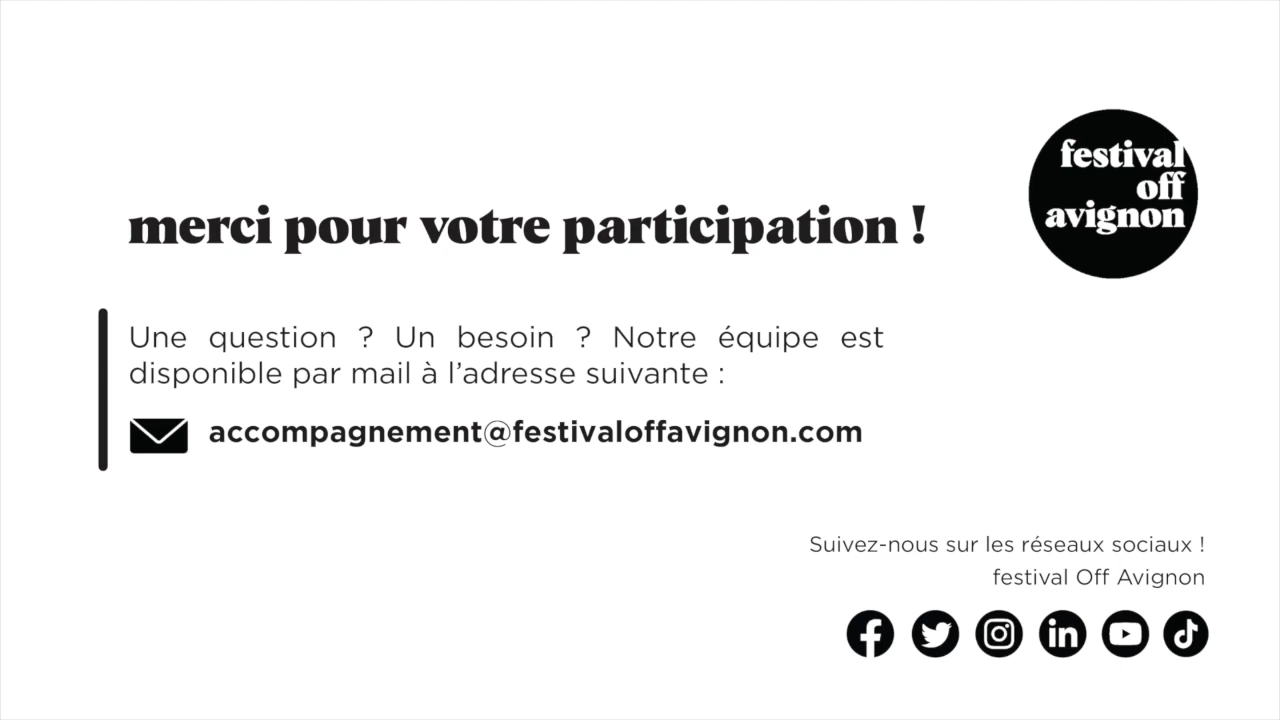 festival
off
avignon
merci pour votre participation !
Une question ? Un besoin ? Notre équipe est
disponible par mail à l’adresse suivante :
accompagnement@festivaloffavignon.com
Suivez-nous sur les réseaux sociaux !
festival Off Avignon